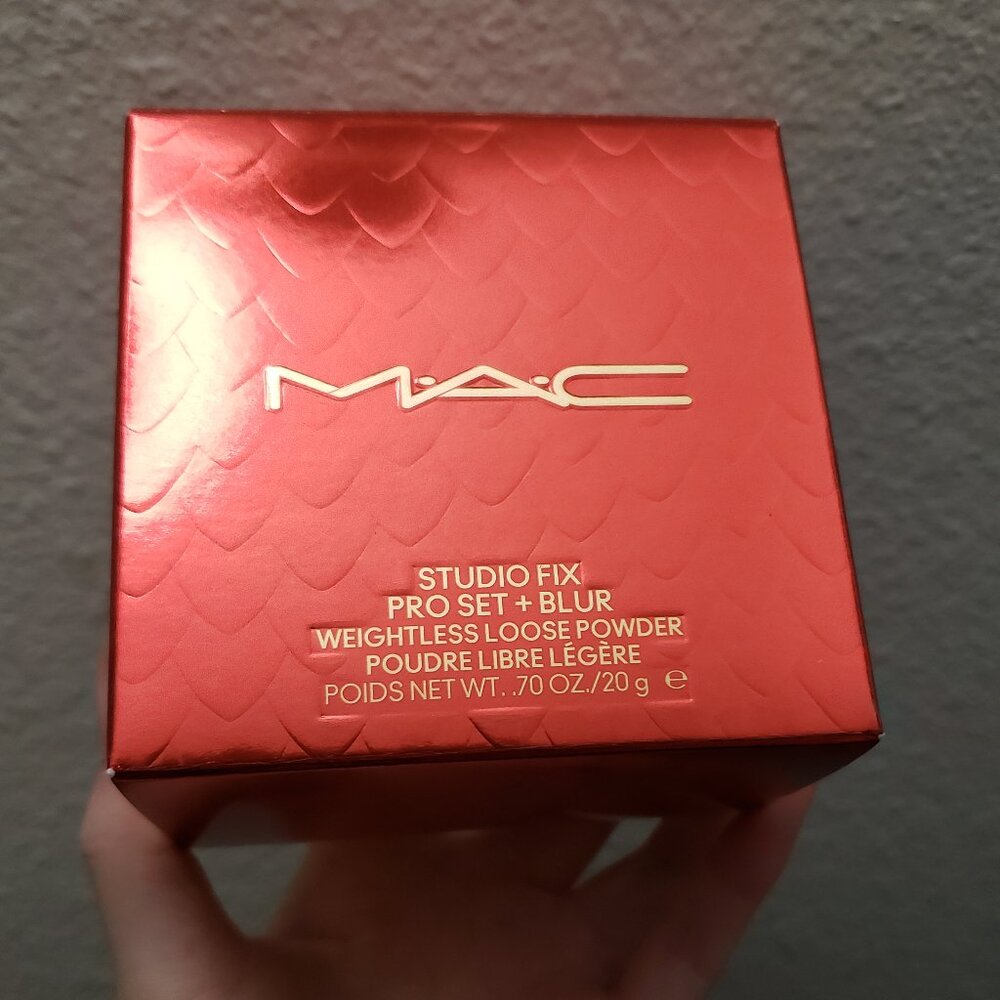 M·A·C
STUDIO FIX
PRO SET + BLUR
WEIGHTLESS LOOSE POWDER
POUDRE LIBRE LÉGÈRE
POIDS NET WT. .70 OZ./20 g ℮